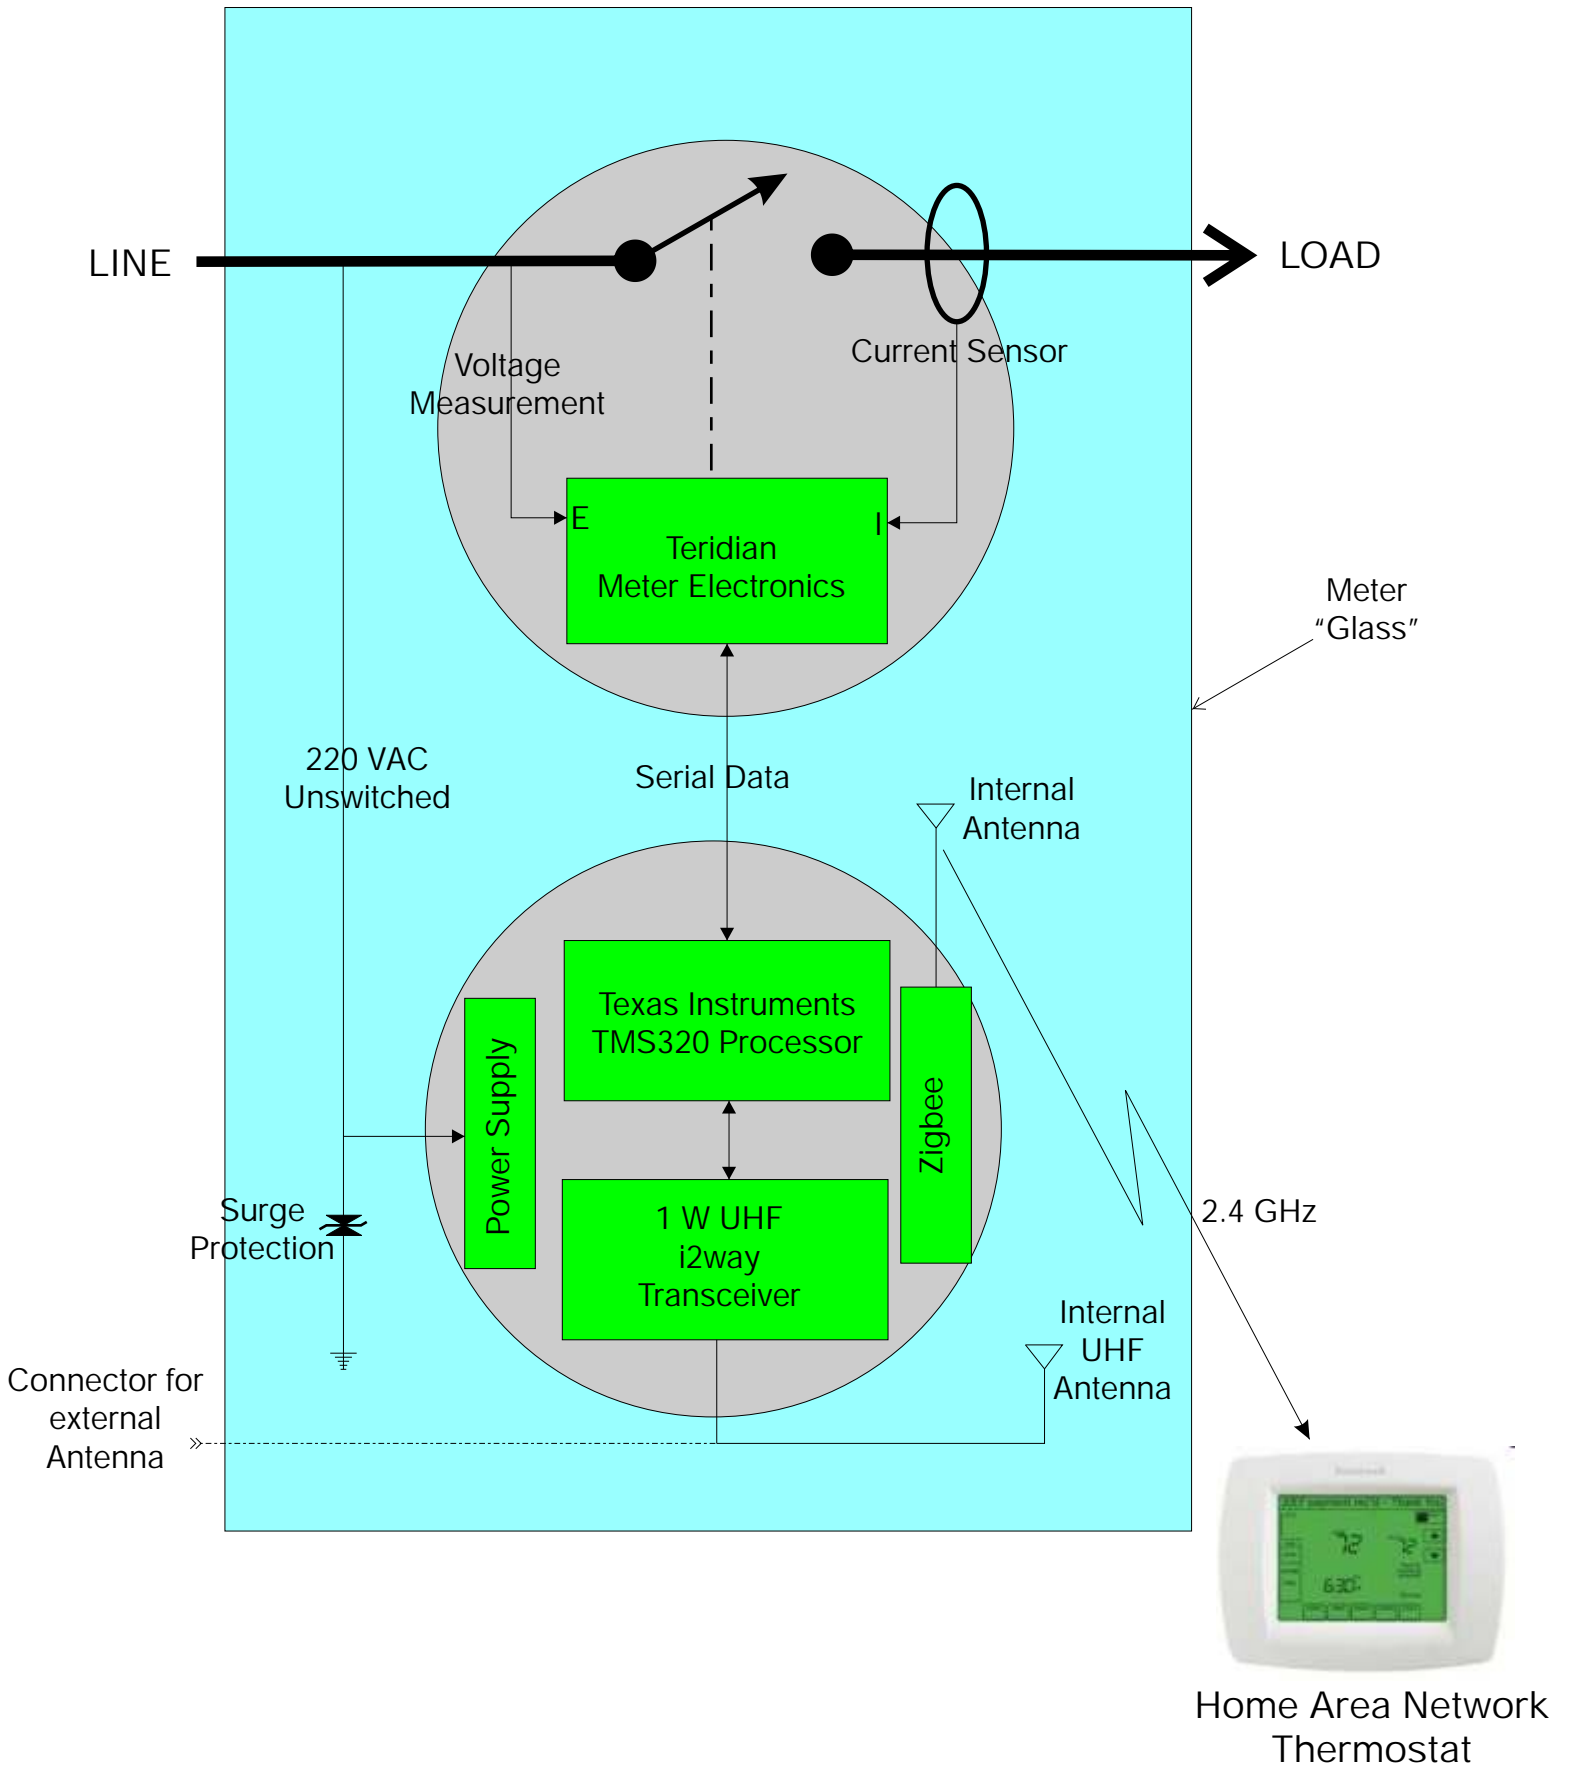 LINE
LOAD
Voltage
Measurement
Current Sensor
E
I
Teridian
Meter Electronics
Meter
“Glass”
220 VAC
Unswitched
Serial Data
Internal
Antenna
Texas Instruments
TMS320 Processor
Power Supply
Zigbee
Surge
Protection
1 W UHF
i2way
Transceiver
2.4 GHz
Internal
UHF
Antenna
Connector for
external
Antenna
72
72
6:30
Home Area Network
Thermostat